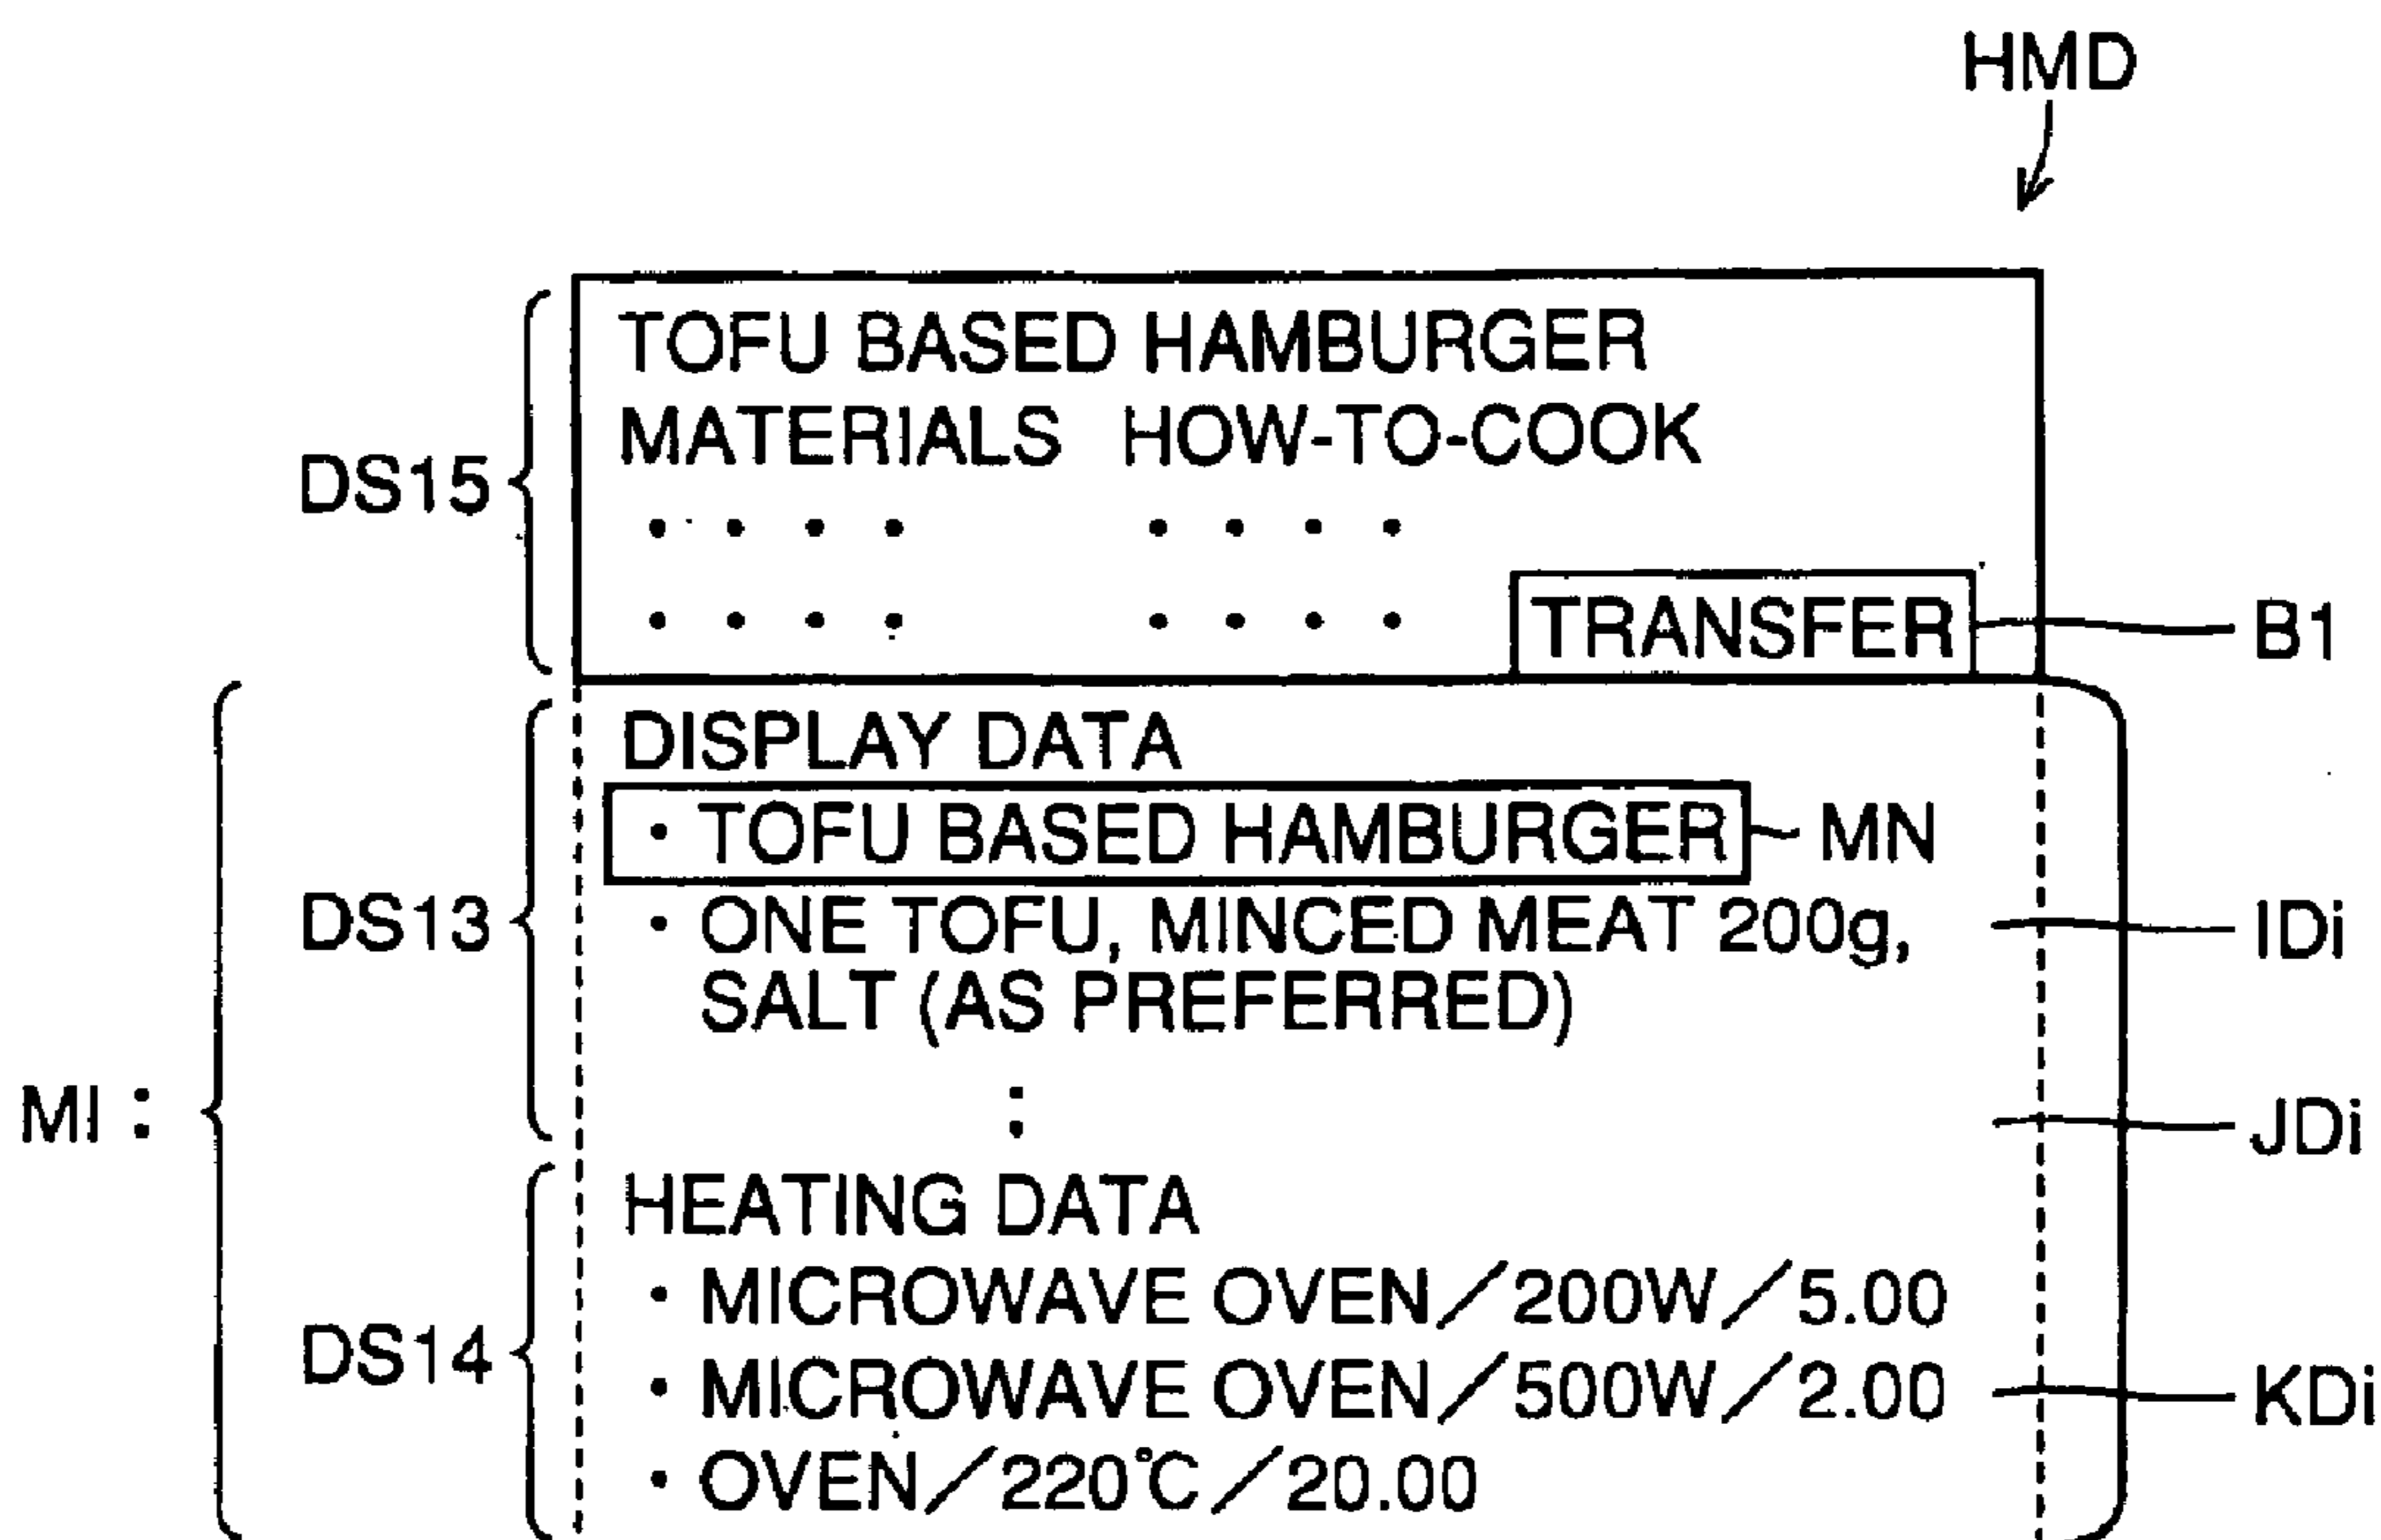 HMD
TOFU BASED HAMBURGER
MATERIALS HOW-TO-COOK
DS15
• • • • • • • •
• • • • • • • •
TRANSFER
B1
DISPLAY DATA
• TOFU BASED HAMBURGER
MN
DS13
• ONE TOFU, MINCED MEAT 200g,
IDi
SALT (AS PREFERRED)
MI :
:
JDi
HEATING DATA
• MICROWAVE OVEN/200W/5.00
DS14
• MICROWAVE OVEN/500W/2.00
KDi
• OVEN/220℃/20.00